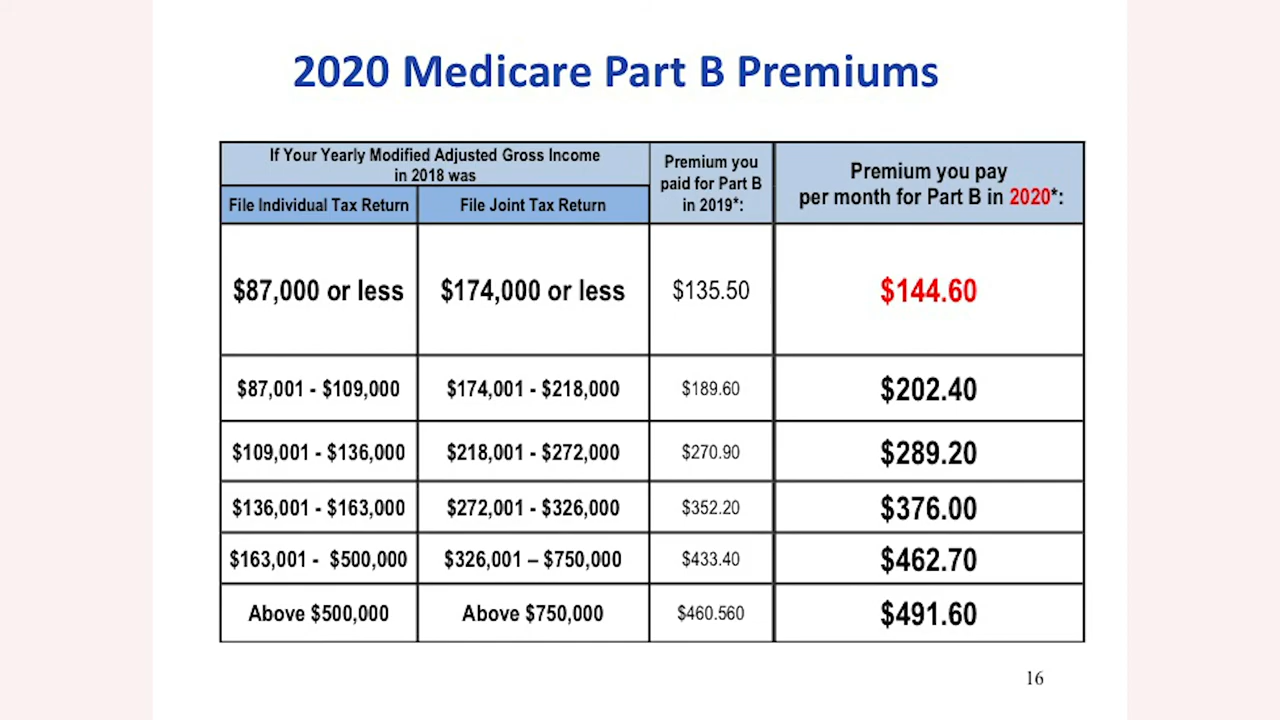 2020 Medicare Part B Premiums
If Your Yearly Modified Adjusted Gross Income
in 2018 was
File Individual Tax Return
File Joint Tax Return
Premium you
paid for Part B
in 2019*:
Premium you pay
per month for Part B in 2020*:
$87,000 or less
$174,000 or less
$135.50
$144.60
$87,001 - $109,000
$174,001 - $218,000
$189.60
$202.40
$109,001 - $136,000
$218,001 - $272,000
$270.90
$289.20
$136,001 - $163,000
$272,001 - $326,000
$352.20
$376.00
$163,001 -  $500,000
$326,001 – $750,000
$433.40
$462.70
Above $500,000
Above $750,000
$460.560
$491.60
16